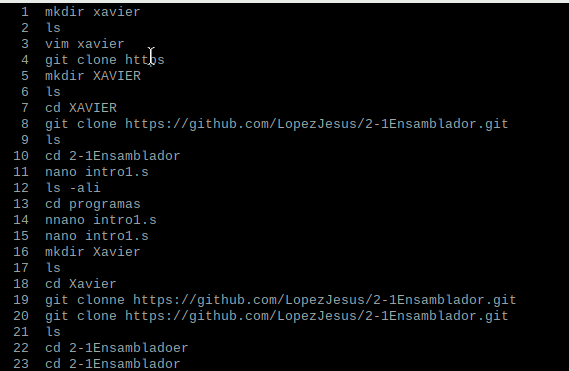 1 mkdir xavier
2 ls
3 vim xavier
4 git clone https
5 mkdir XAVIER
6 ls
7 cd XAVIER
8 git clone https://github.com/LopezJesus/2-1Ensamblador.git
9 ls
10 cd 2-1Ensamblador
11 nano intro1.s
12 ls -ali
13 cd programas
14 nnano intro1.s
15 nano intro1.s
16 mkdir Xavier
17 ls
18 cd Xavier
19 git clonne https://github.com/LopezJesus/2-1Ensamblador.git
20 git clone https://github.com/LopezJesus/2-1Ensamblador.git
21 ls
22 cd 2-1Ensambladoer
23 cd 2-1Ensamblador